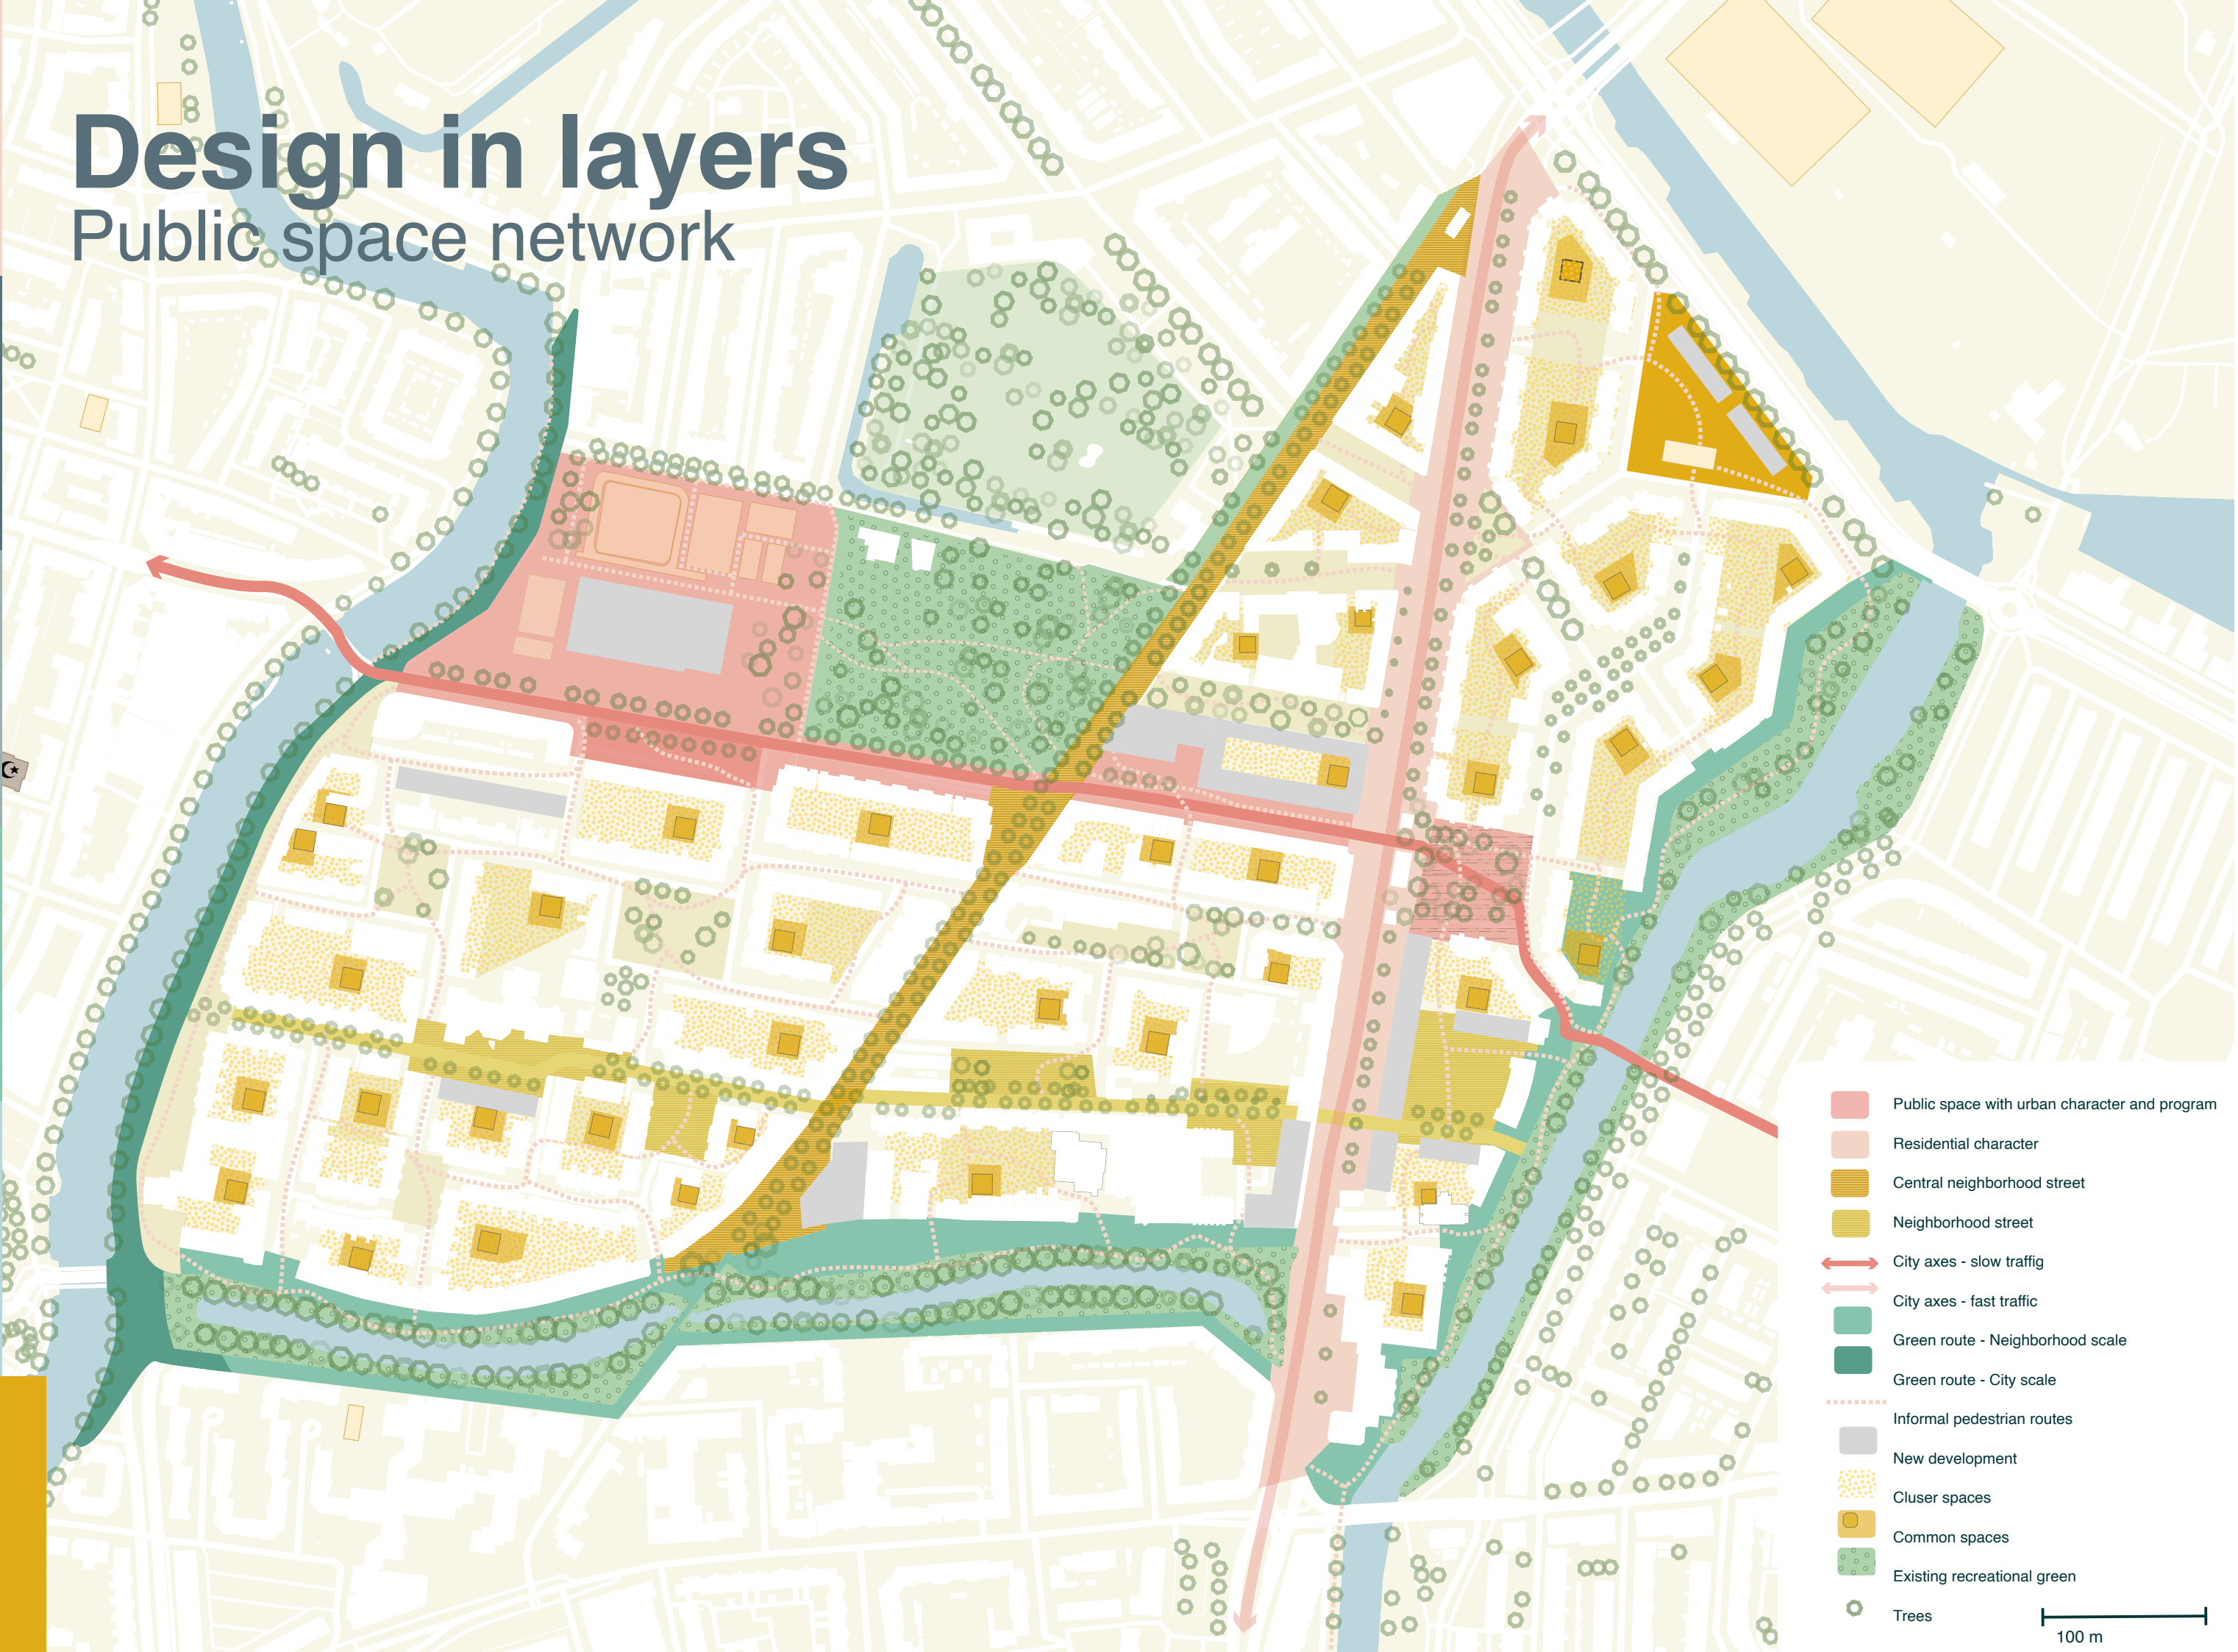 Design in layers
Public space network
Public space with urban character and program
Residential character
Central neighborhood street
Neighborhood street
City axes - slow traffig
City axes - fast traffic
Green route - Neighborhood scale
Green route - City scale
Informal pedestrian routes
New development
Cluser spaces
Common spaces
Existing recreational green
Trees
100 m